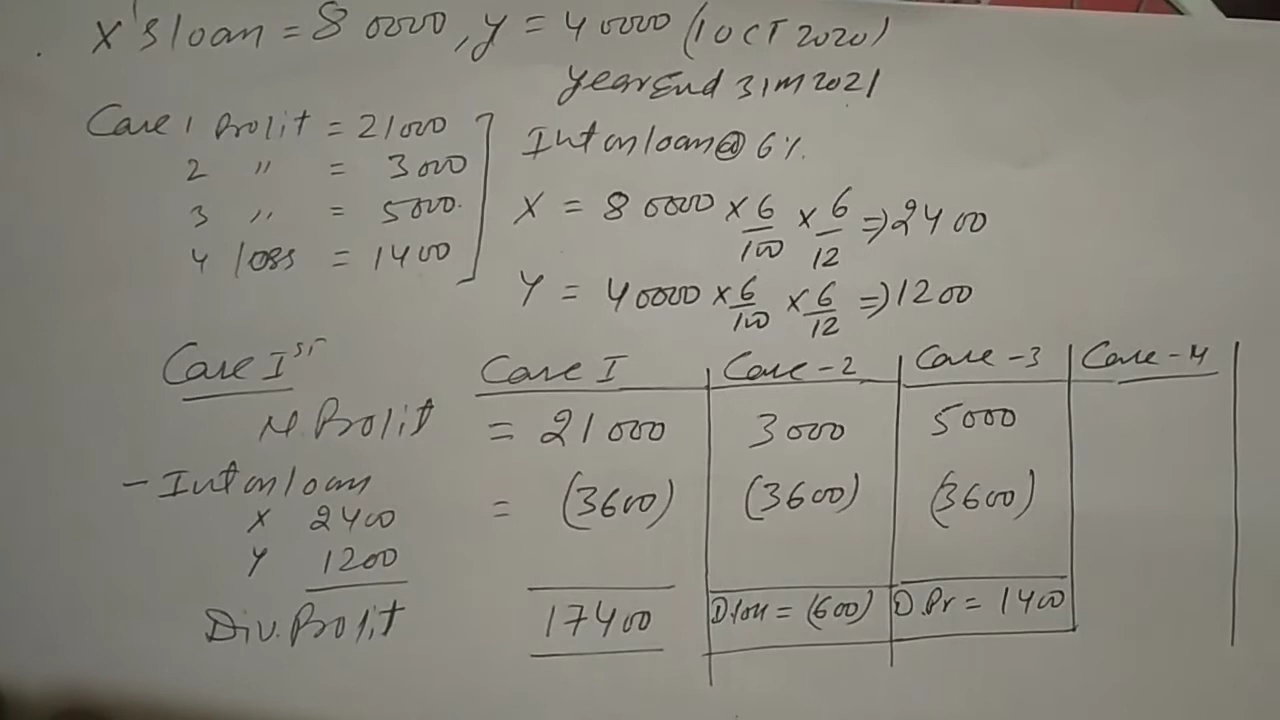 X's loan = 80000, y = 40000 (1 OCT 2020)
year End 31 M 2021
Case 1 Profit = 21000
2 " = 3000
3 " = 5000.
4 loss = 1400
Int on loan @ 6%.
X = 80000 × 6/100 × 6/12 ⇒ 2400
Y = 40000 × 6/100 × 6/12 ⇒ 1200
Case Ist
Case I Case-2 Case-3 Case-4
N. Profit = 21000 3000 5000
- Int on loan = (3600) (3600) (3600)
X 2400
Y 1200
Div. Profit 17400 D loss = (600) D. Pr = 1400